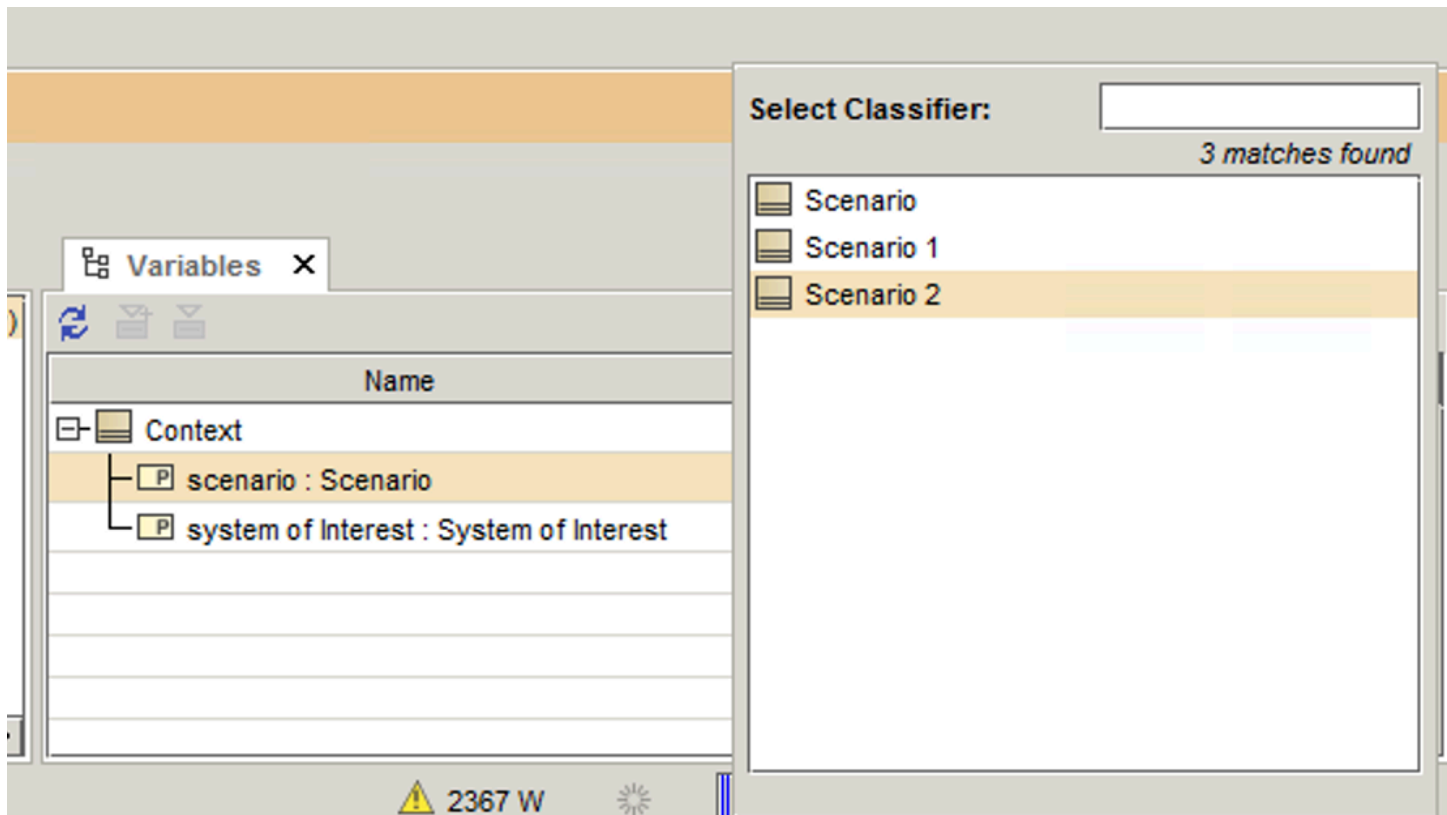 Select Classifier:
3 matches found
Scenario
Scenario 1
Scenario 2
Variables
)
Name
Context
P scenario : Scenario
P system of Interest : System of Interest
2367 W